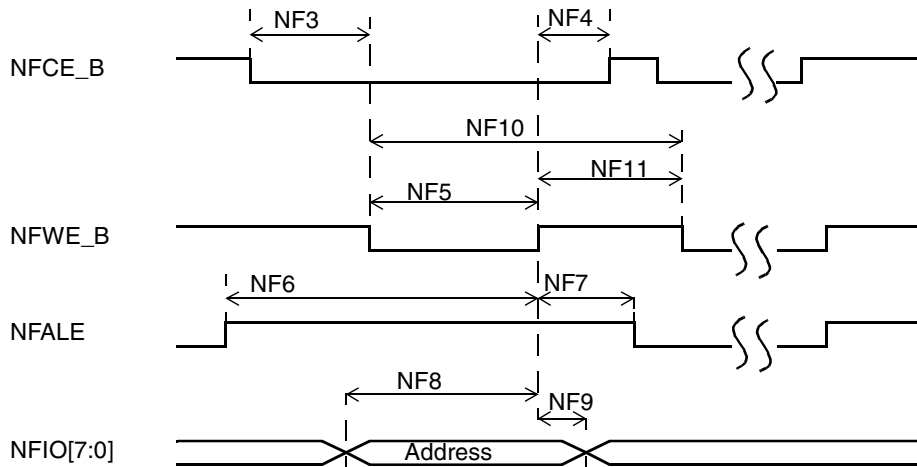 NF3
NF4
NFCE_B
NF10
NF11
NF5
NFWE_B
NF6
NF7
NFALE
NF8
NF9
NFIO[7:0]
Address